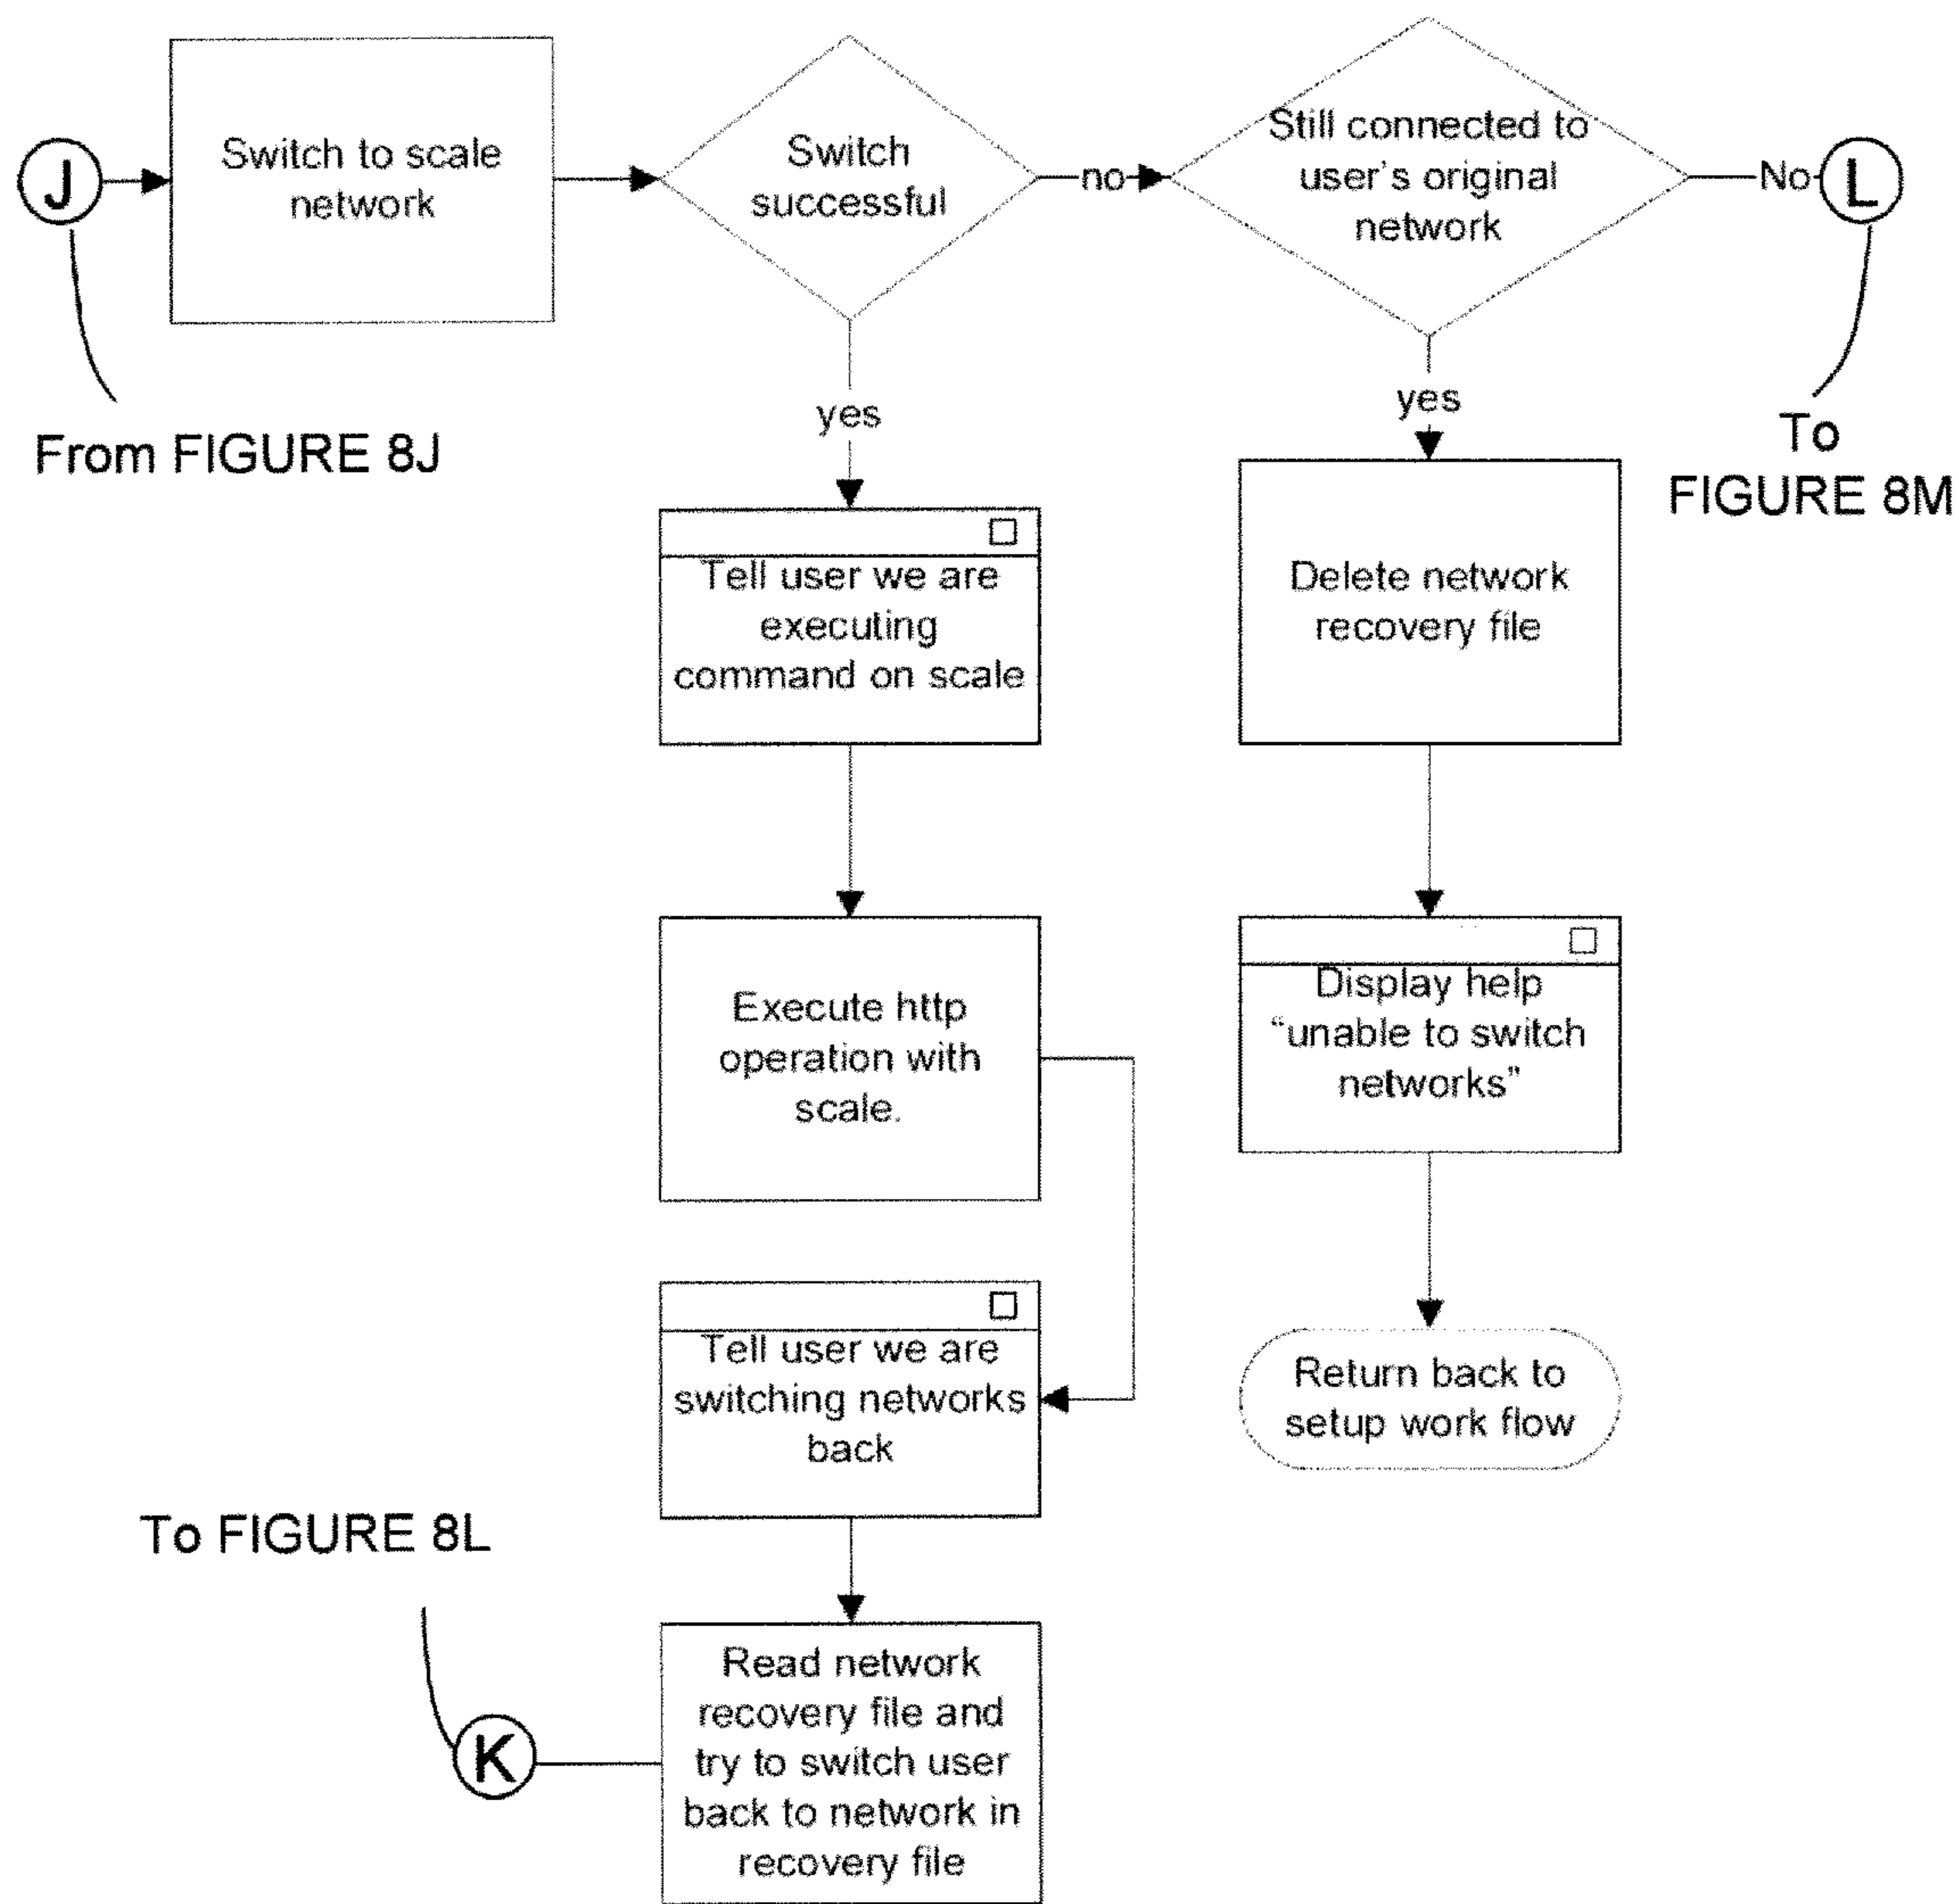 J
Switch to scale
network
Switch
successful
no
Still connected to
user's original
network
No
L
From FIGURE 8J
yes
yes
To
FIGURE 8M
Tell user we are
executing
command on scale
Delete network
recovery file
Execute http
operation with
scale.
Display help
“unable to switch
networks”
Tell user we are
switching networks
back
Return back to
setup work flow
To FIGURE 8L
K
Read network
recovery file and
try to switch user
back to network in
recovery file